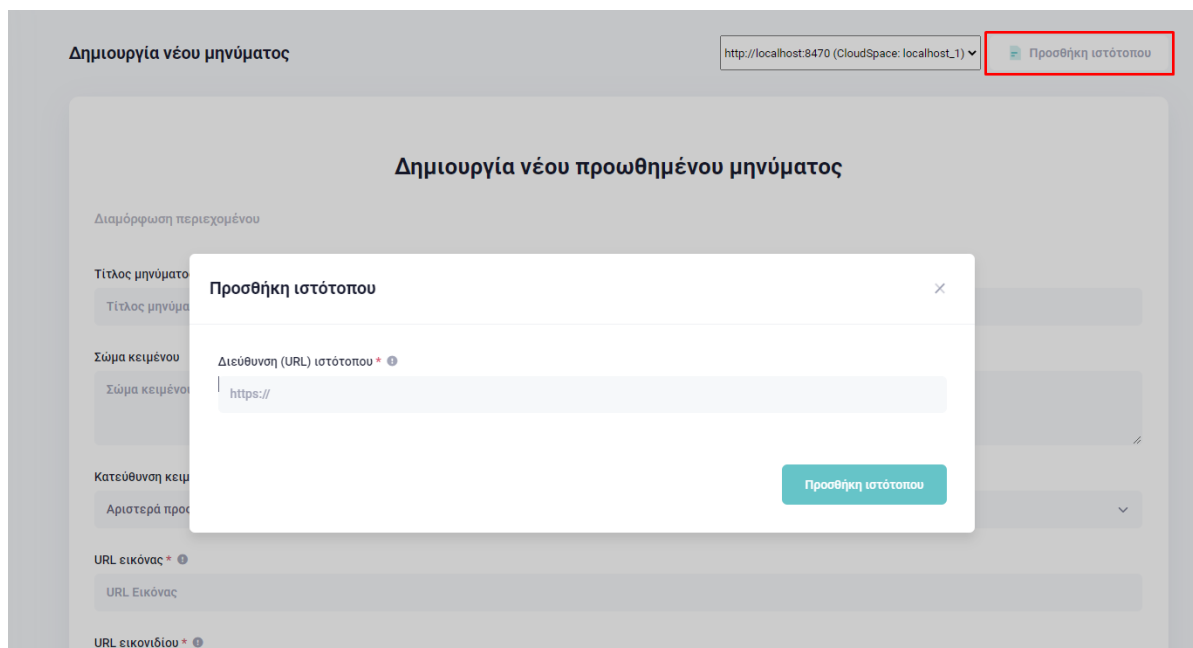 Δημιουργία νέου μηνύματος
http://localhost:8470 (CloudSpace: localhost_1)
Προσθήκη ιστότοπου
Δημιουργία νέου προωθημένου μηνύματος
Διαμόρφωση περιεχομένου
Τίτλος μηνύματο
Τίτλος μηνύμα
Σώμα κειμένου
Σώμα κειμένου
Κατεύθυνση κειμ
Αριστερά προς
Προσθήκη ιστότοπου
Διεύθυνση (URL) ιστότοπου *
https://
Προσθήκη ιστότοπου
URL εικόνας *
URL Εικόνας
URL εικονιδίου *